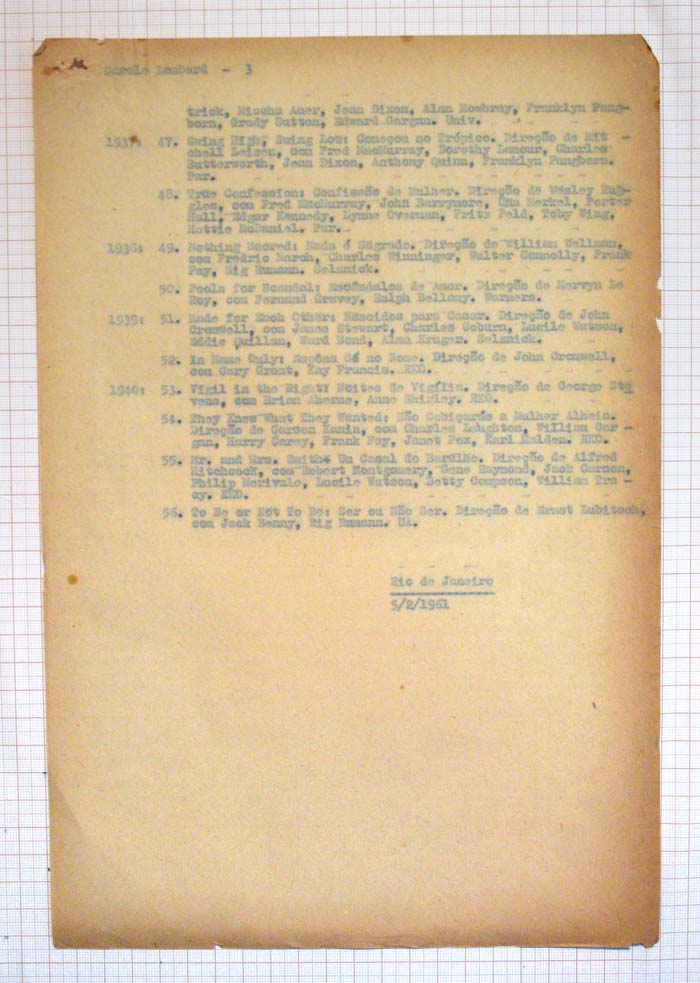 Carole Lombard - 3
trick, Mischa Auer, Jean Dixon, Alan Mowbray, Franklyn Pang-
born, Grady Sutton, Edward Gargan. Univ.
1937: 47. Swing High, Swing Low: Começou no Trópico. Direção de Mit -
chell Leisen, com Fred MacMurray, Dorothy Lamour, Charles
Butterworth, Jean Dixon, Anthony Quinn, Franklyn Pangborn.
Par.
48. True Confession: Confissão de Mulher. Direção de Wesley Rug-
gles, com Fred MacMurray, John Barrymore, Una Merkel, Porter
Hall, Edgar Kennedy, Lynne Overman, Fritz Feld, Toby Wing,
Hattie McDaniel. Par.
1938: 49. Nothing Sacred: Nada é Sagrado. Direção de William Wellman,
com Fredric March, Charles Winninger, Walter Connolly, Frank
Fay, Sig Rumann. Selznick.
50. Fools for Scandal: Escândalos de Amor. Direção de Mervyn Le
Roy, com Fernand Gravey, Ralph Bellamy. Warners.
1939: 51. Made for Each Other: Nascidos para Casar. Direção de John
Cromwell, com James Stewart, Charles Coburn, Lucile Watson,
Eddie Quillan, Ward Bond, Alma Kruger. Selznick.
52. In Name Only: Espôsa Só no Nome. Direção de John Cromwell,
com Cary Grant, Kay Francis. RKO.
1940: 53. Vigil in the Night: Noites de Vigília. Direção de George Ste
vens, com Brian Aherne, Anne Shirley. RKO.
54. They Knew What They Wanted: Não Cobiçarás a Mulher Alheia.
Direção de Garson Kanin, com Charles Laughton, William Gar -
gan, Harry Carey, Frank Fay, Janet Fox, Karl Malden. RKO.
55. Mr. and Mrs. Smith: Um Casal do Barulho. Direção de Alfred
Hitchcock, com Robert Montgomery, Gene Raymond, Jack Carson,
Philip Merivale, Lucile Watson, Betty Compson, William Tra -
cy. RKO.
56. To Be or Not To Be: Ser ou Não Ser. Direção de Ernst Lubitsch,
com Jack Benny, Sig Rumann. UA.
Rio de Janeiro
5/2/1961